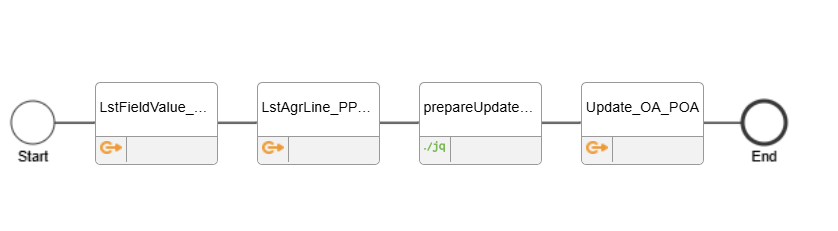 LstFieldValue_...
LstAgrLine_PP...
prepareUpdate...
Update_OA_POA
./jq
Start
End